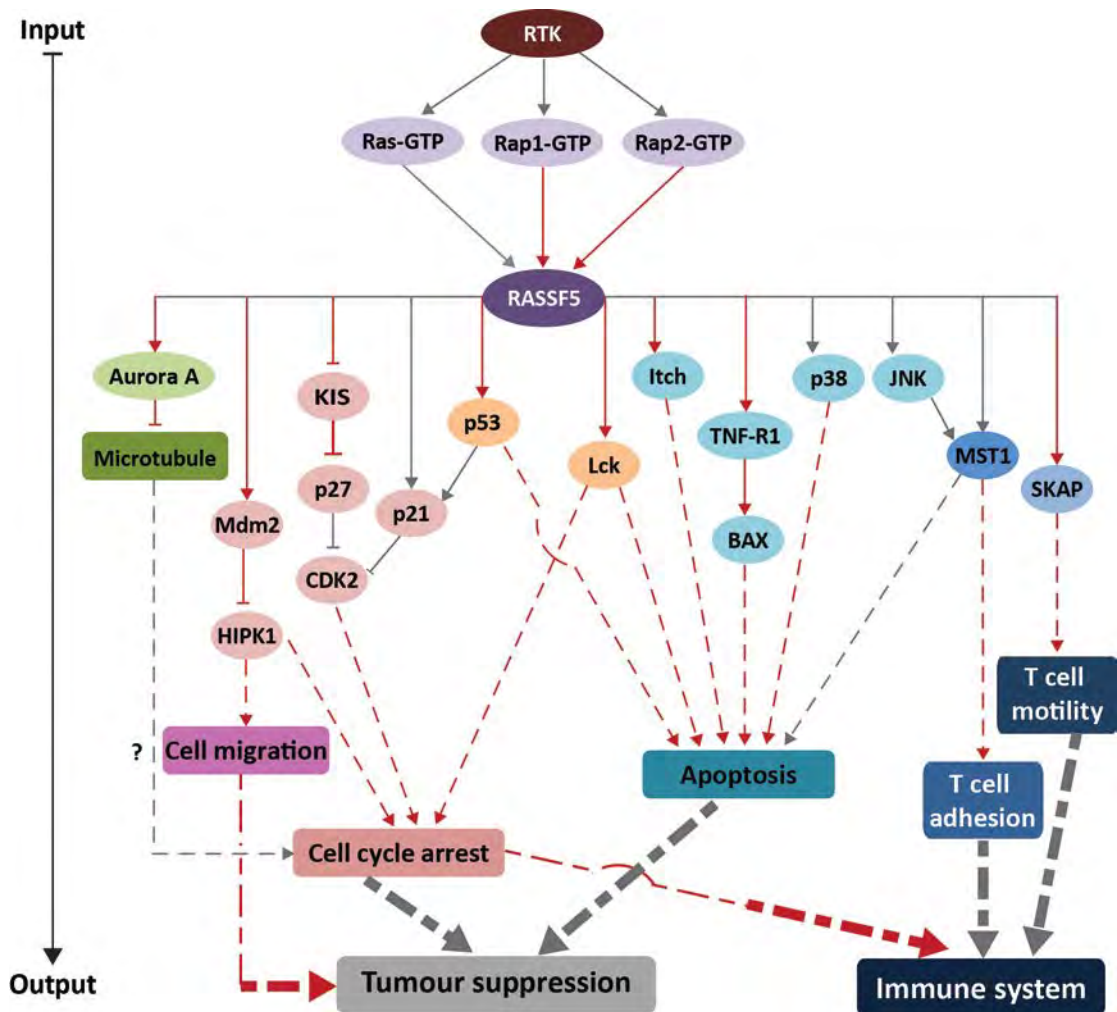 Input
RTK
Ras-GTP
Rap1-GTP
Rap2-GTP
RASSF5
Aurora A
KIS
Itch
p38
JNK
p53
TNF-R1
Microtubule
Lck
MST1
p27
SKAP
Mdm2
p21
BAX
CDK2
HIPK1
T cell
motility
?
Cell migration
Apoptosis
T cell
adhesion
Cell cycle arrest
Output
Tumour suppression
Immune system